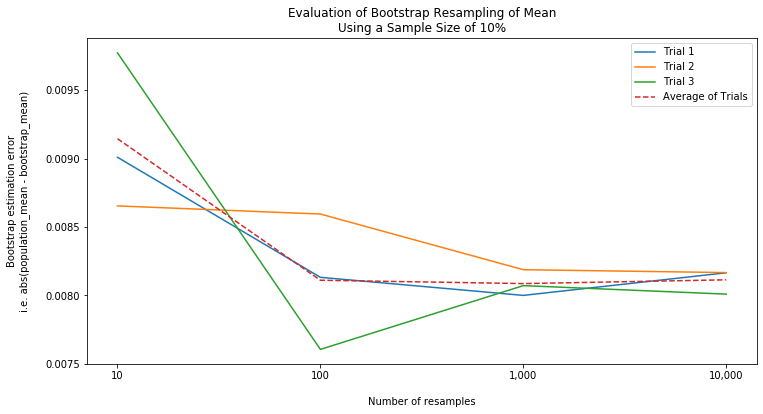 Evaluation of Bootstrap Resampling of Mean
Using a Sample Size of 10%
Trial 1
Trial 2
Trial 3
Average of Trials
Bootstrap estimation error
i.e. abs(population_mean - bootstrap_mean)
0.0095
0.0090
0.0085
0.0080
0.0075
10
100
1,000
10,000
Number of resamples